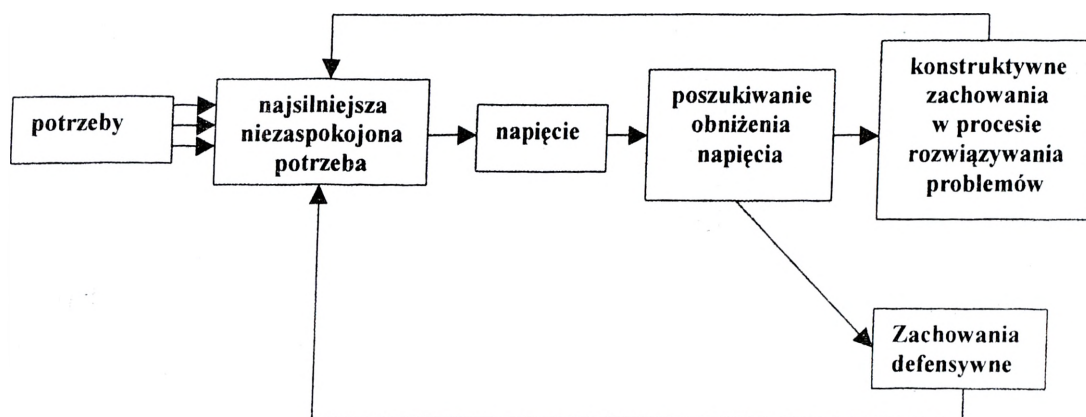 potrzeby
najsilniejsza
niezaspokojona
potrzeba
napięcie
poszukiwanie
obniżenia
napięcia
konstruktywne
zachowania
w procesie
rozwiązywania
problemów
Zachowania
defensywne